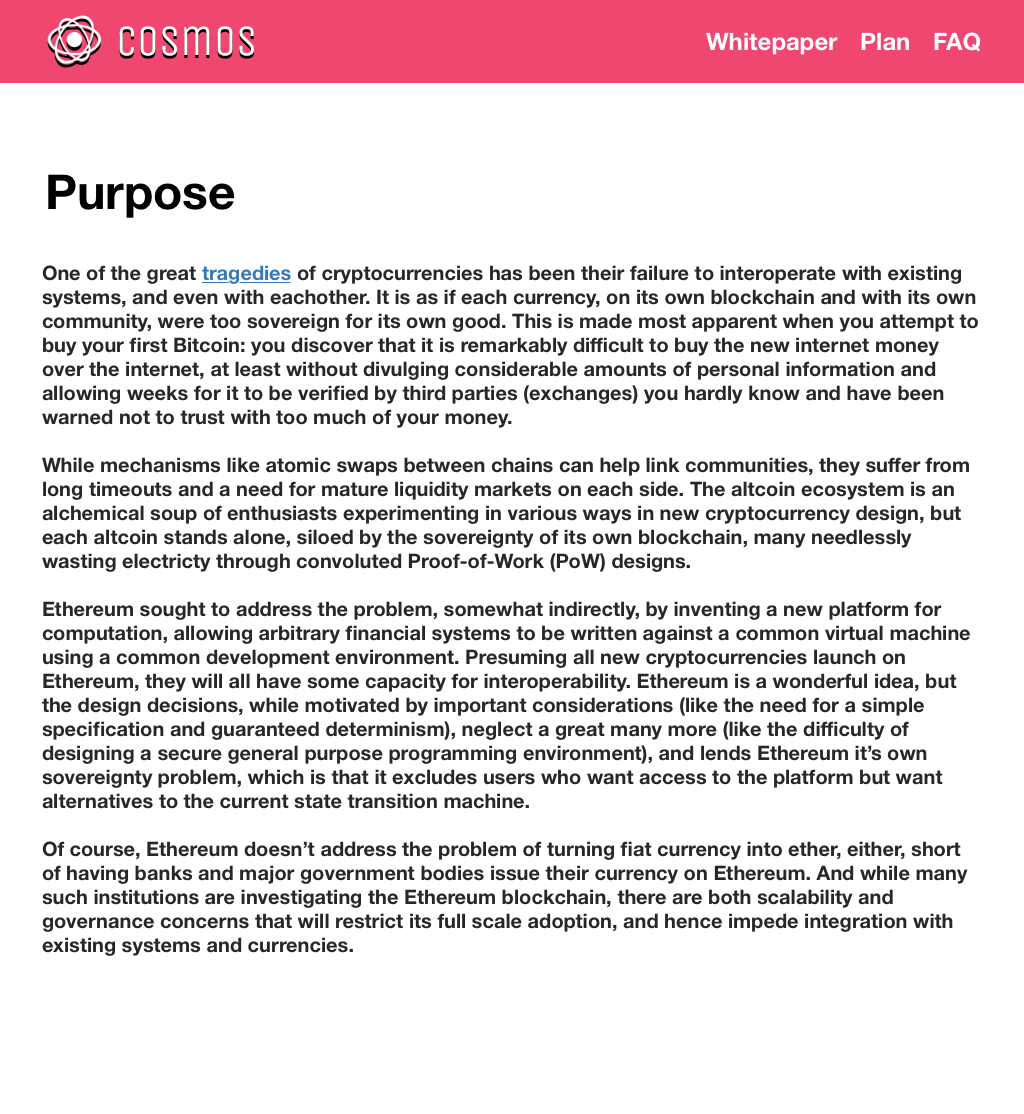 COSMOS
Whitepaper Plan FAQ
Purpose
One of the great tragedies of cryptocurrencies has been their failure to interoperate with existing
systems, and even with eachother. It is as if each currency, on its own blockchain and with its own
community, were too sovereign for its own good. This is made most apparent when you attempt to
buy your first Bitcoin: you discover that it is remarkably difficult to buy the new internet money
over the internet, at least without divulging considerable amounts of personal information and
allowing weeks for it to be verified by third parties (exchanges) you hardly know and have been
warned not to trust with too much of your money.
While mechanisms like atomic swaps between chains can help link communities, they suffer from
long timeouts and a need for mature liquidity markets on each side. The altcoin ecosystem is an
alchemical soup of enthusiasts experimenting in various ways in new cryptocurrency design, but
each altcoin stands alone, siloed by the sovereignty of its own blockchain, many needlessly
wasting electricty through convoluted Proof-of-Work (PoW) designs.
Ethereum sought to address the problem, somewhat indirectly, by inventing a new platform for
computation, allowing arbitrary financial systems to be written against a common virtual machine
using a common development environment. Presuming all new cryptocurrencies launch on
Ethereum, they will all have some capacity for interoperability. Ethereum is a wonderful idea, but
the design decisions, while motivated by important considerations (like the need for a simple
specification and guaranteed determinism), neglect a great many more (like the difficulty of
designing a secure general purpose programming environment), and lends Ethereum it’s own
sovereignty problem, which is that it excludes users who want access to the platform but want
alternatives to the current state transition machine.
Of course, Ethereum doesn’t address the problem of turning fiat currency into ether, either, short
of having banks and major government bodies issue their currency on Ethereum. And while many
such institutions are investigating the Ethereum blockchain, there are both scalability and
governance concerns that will restrict its full scale adoption, and hence impede integration with
existing systems and currencies.